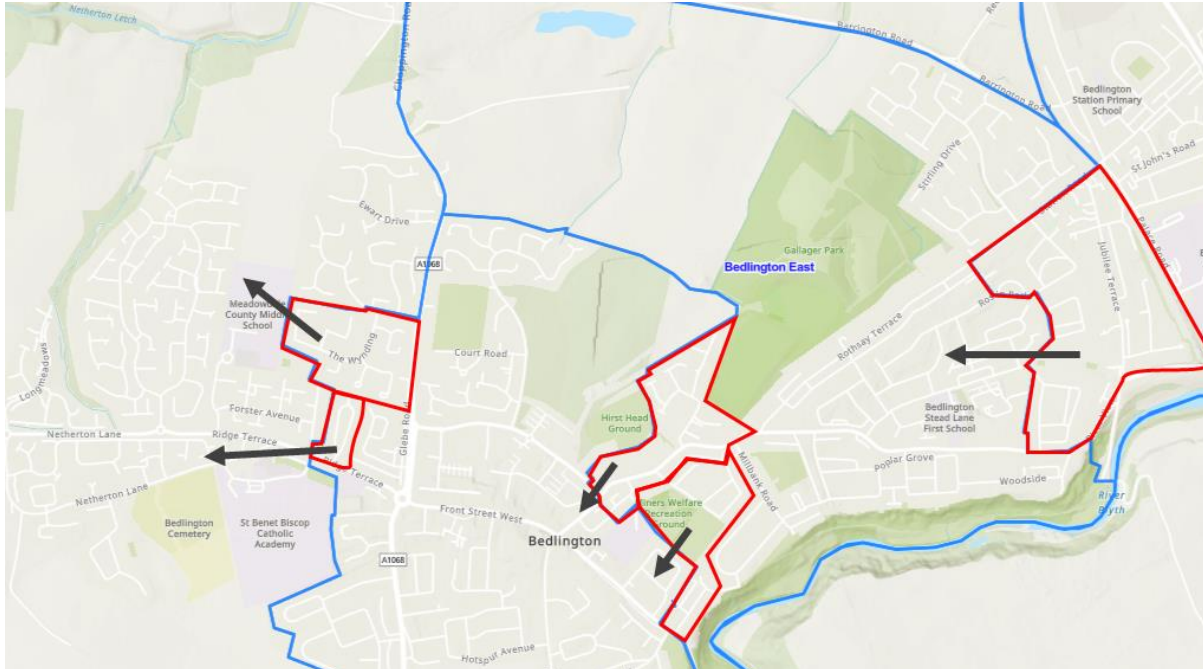 Netherton Letch
Choppington Road
Barrington Road
Barrington Road
Bedlington
Station Primary
School
St John's Road
Stirling Drive
Ewart Drive
A1068
Gallager Park
Bedlington East
Palace Road
Jubilee Terrace
Meadowdale
County Middle
School
The Wynding
Court Road
Rothsay Terrace
Longmeadows
Forster Avenue
Glebe Road
Hirst Head
Ground
Bedlington
Stead Lane
First School
Netherton Lane
Ridge Terrace
Ridge Terrace
Millbank Road
Poplar Grove
Woodside
Netherton Lane
River
Blyth
Front Street West
Miners Welfare
Recreation
Ground
Bedlington
Cemetery
St Benet Biscop
Catholic
Academy
Bedlington
A1068
Hotspur Avenue